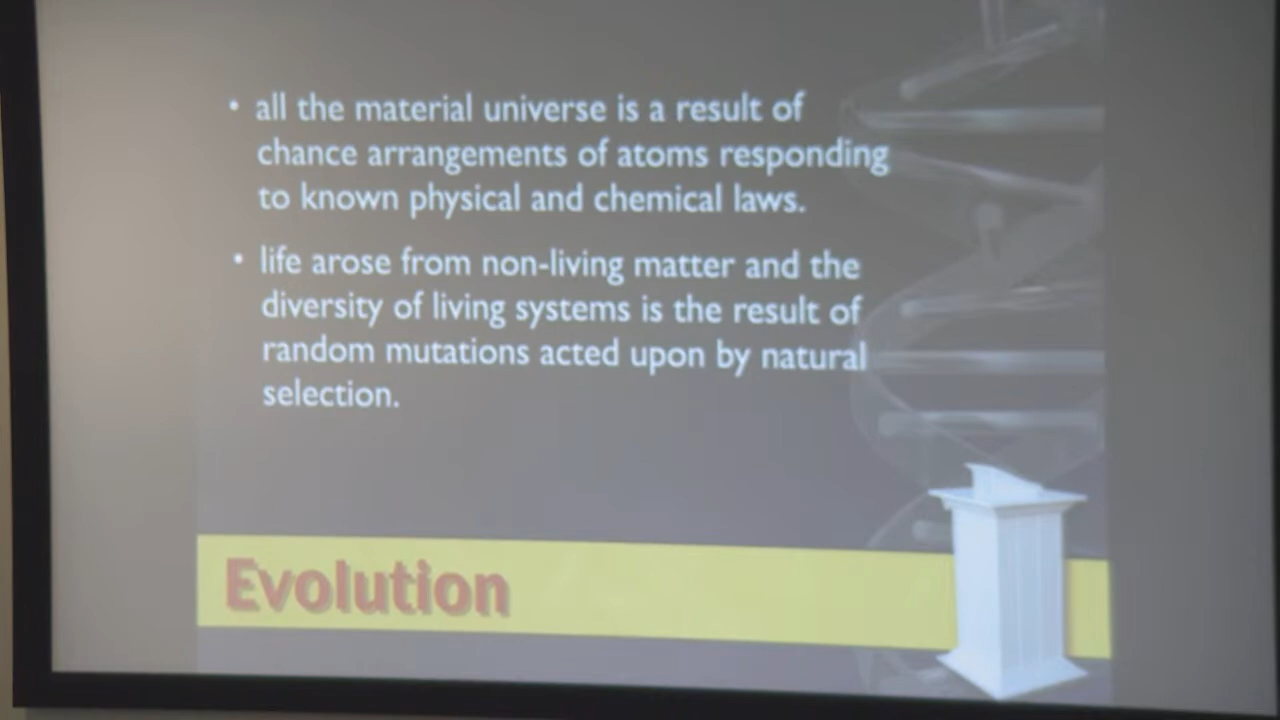 • all the material universe is a result of
chance arrangements of atoms responding
to known physical and chemical laws.
• life arose from non-living matter and the
diversity of living systems is the result of
random mutations acted upon by natural
selection.
Evolution